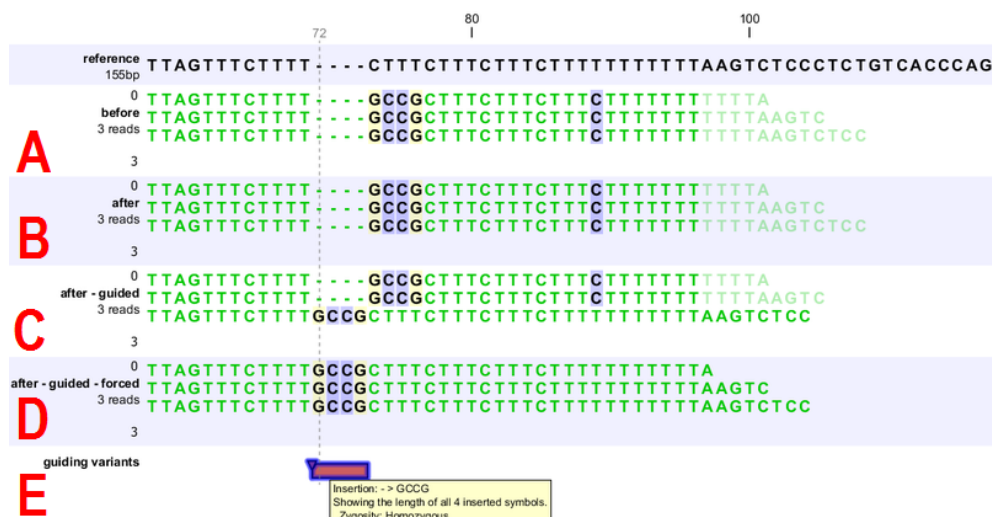 80
100
72
reference
155bp
TTAGTTTCTTTT----CTTTCTTTCTTTCTTTTTTTTTTTAAGTCTCCCTCTGTCACCCAG
A
0
before
3 reads
3
TTAGTTTCTTTT----GCCGCTTTCTTTCTTTCTTTTTTTTTTTA
TTAGTTTCTTTT----GCCGCTTTCTTTCTTTCTTTTTTTTTTTAAGTC
TTAGTTTCTTTT----GCCGCTTTCTTTCTTTCTTTTTTTTTTTAAGTCTCC
B
0
after
3 reads
3
TTAGTTTCTTTT----GCCGCTTTCTTTCTTTCTTTTTTTTTTTA
TTAGTTTCTTTT----GCCGCTTTCTTTCTTTCTTTTTTTTTTTAAGTC
TTAGTTTCTTTT----GCCGCTTTCTTTCTTTCTTTTTTTTTTTAAGTCTCC
C
0
after - guided
3 reads
3
TTAGTTTCTTTT----GCCGCTTTCTTTCTTTCTTTTTTTTTTTA
TTAGTTTCTTTT----GCCGCTTTCTTTCTTTCTTTTTTTTTTTAAGTC
TTAGTTTCTTTTGCCGCTTTCTTTCTTTCTTTTTTTTTTTAAGTCTCC
D
0
after - guided - forced
3 reads
3
TTAGTTTCTTTTGCCGCTTTCTTTCTTTCTTTTTTTTTTTA
TTAGTTTCTTTTGCCGCTTTCTTTCTTTCTTTTTTTTTTTAAGTC
TTAGTTTCTTTTGCCGCTTTCTTTCTTTCTTTTTTTTTTTAAGTCTCC
E
guiding variants
Insertion: - > GCCG
Showing the length of all 4 inserted symbols.
Zygosity: Homozygous